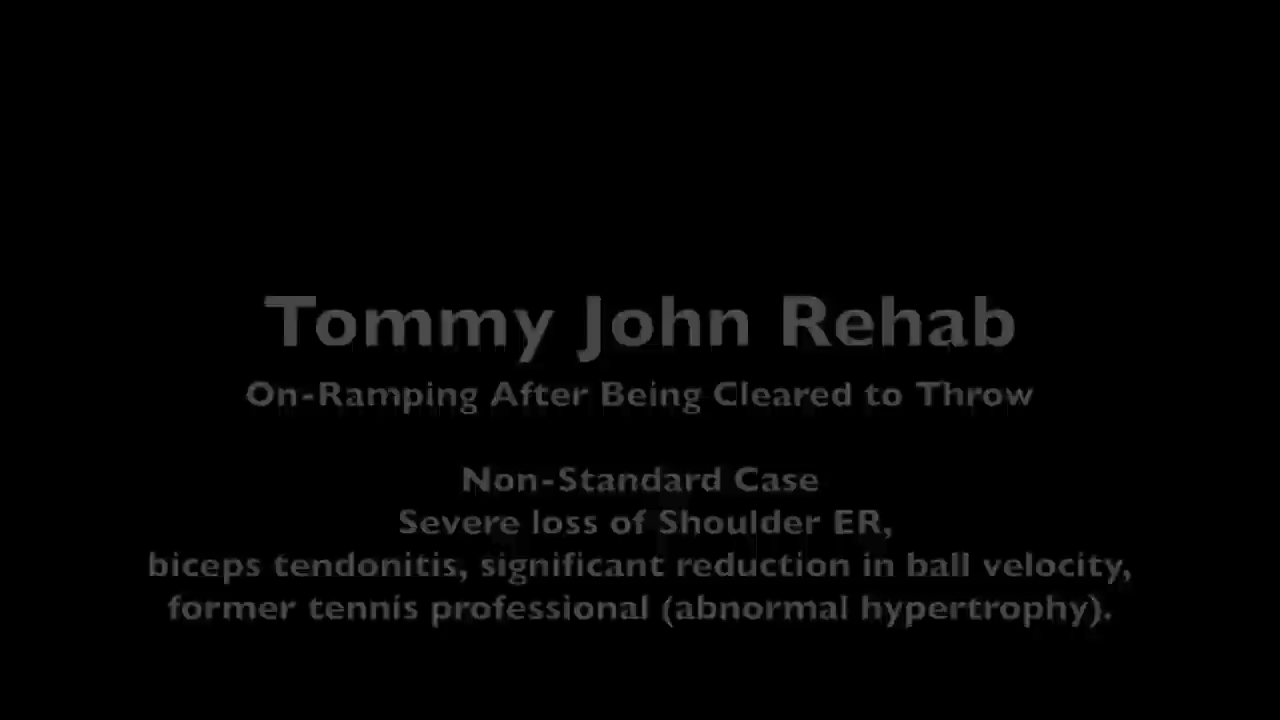 Tommy John Rehab
On-Ramping After Being Cleared to Throw
Non-Standard Case
Severe loss of Shoulder ER,
biceps tendonitis, significant reduction in ball velocity,
former tennis professional (abnormal hypertrophy).